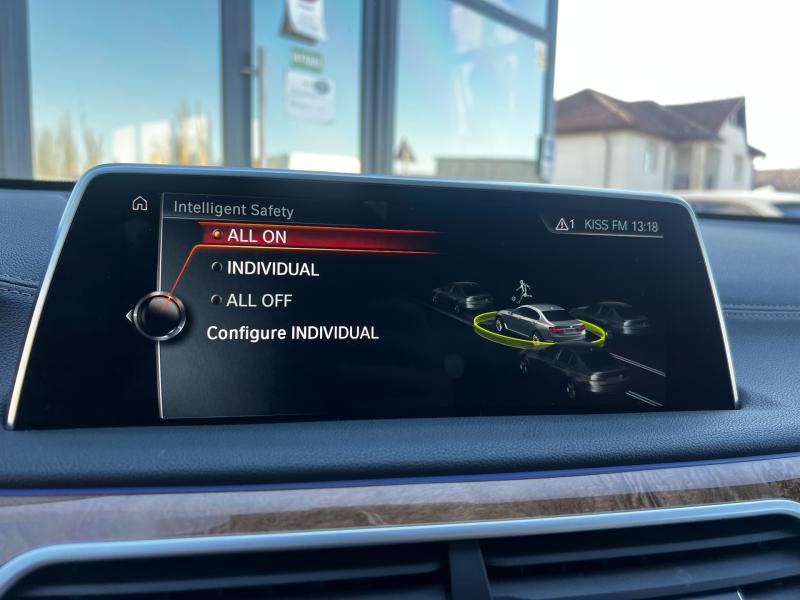 Intelligent Safety
1 KISS FM 13:18
ALL ON
INDIVIDUAL
ALL OFF
Configure INDIVIDUAL